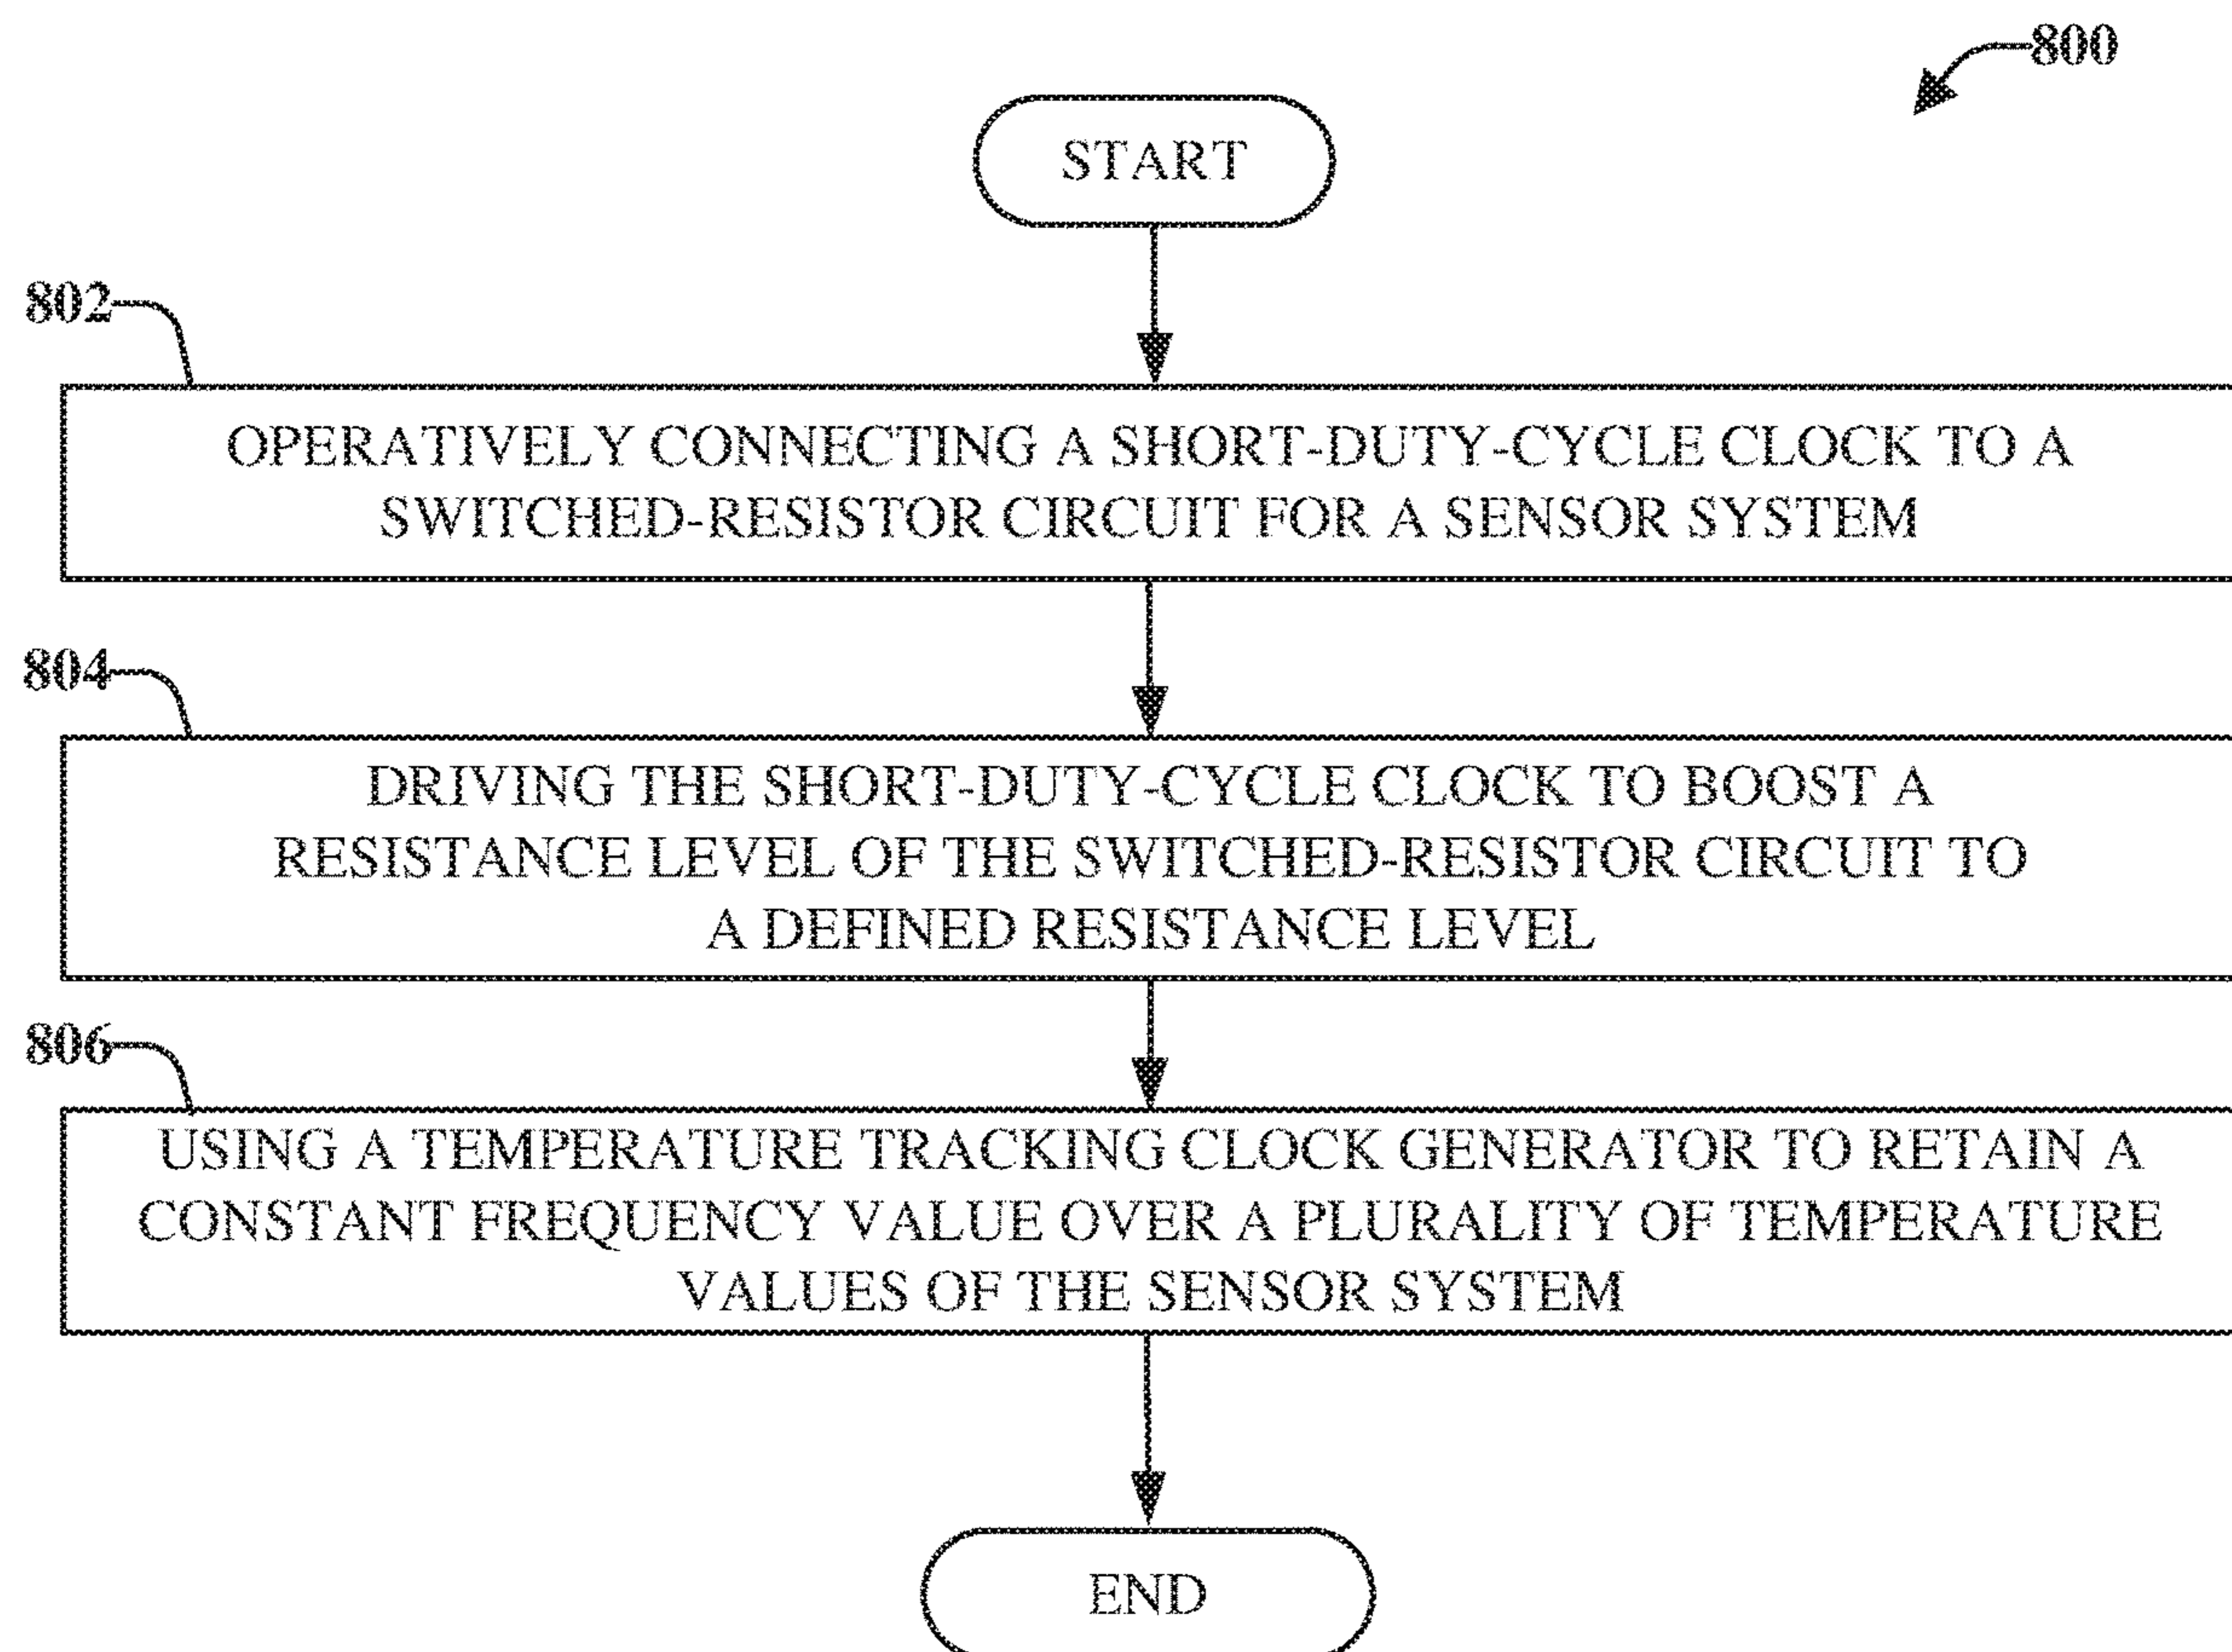 800
START
802
OPERATIVELY CONNECTING A SHORT-DUTY-CYCLE CLOCK TO A
SWITCHED-RESISTOR CIRCUIT FOR A SENSOR SYSTEM
804
DRIVING THE SHORT-DUTY-CYCLE CLOCK TO BOOST A
RESISTANCE LEVEL OF THE SWITCHED-RESISTOR CIRCUIT TO
A DEFINED RESISTANCE LEVEL
806
USING A TEMPERATURE TRACKING CLOCK GENERATOR TO RETAIN A
CONSTANT FREQUENCY VALUE OVER A PLURALITY OF TEMPERATURE
VALUES OF THE SENSOR SYSTEM
END